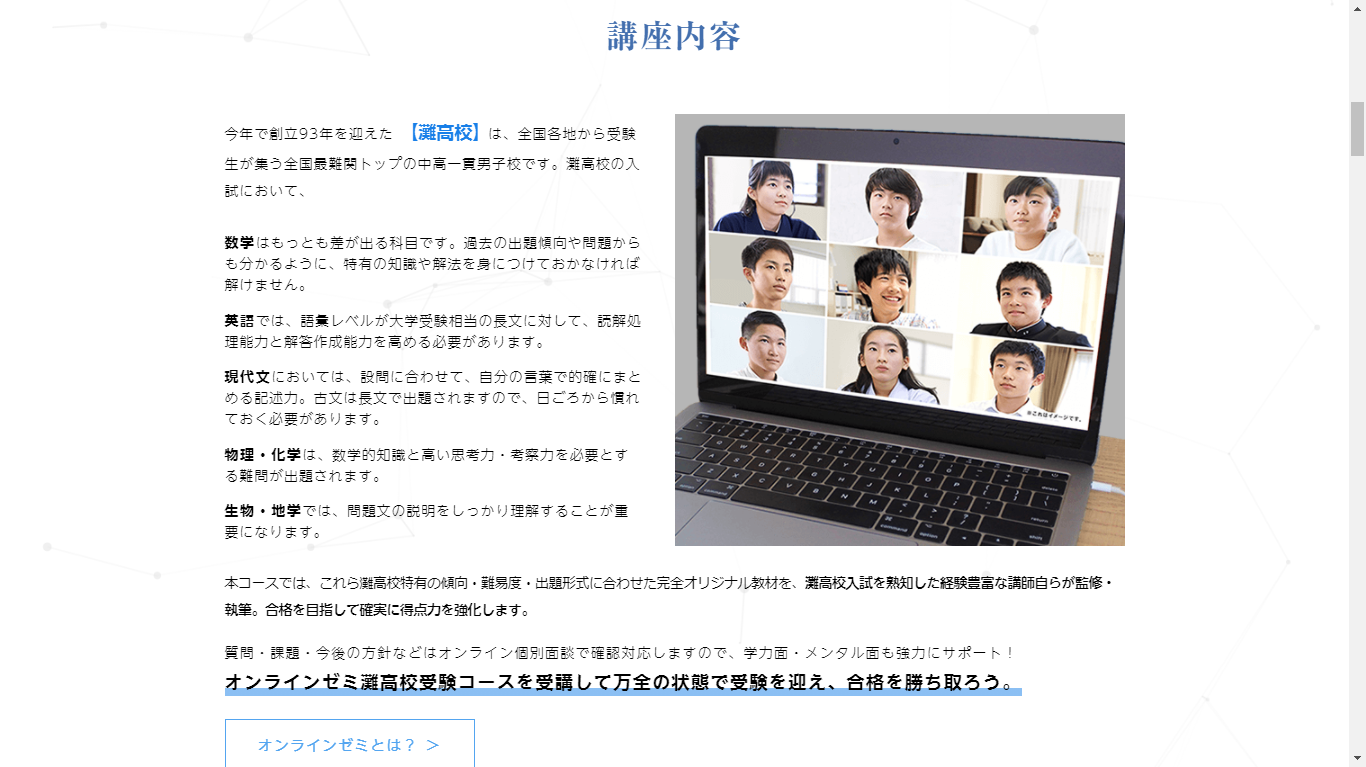 講座内容
今年で創立93年を迎えた 【灘高校】は、全国各地から受験
生が集う全国最難関トップの中高一貫男子校です。灘高校の入
試において、
数学はもっとも差が出る科目です。過去の出題傾向や問題から
も分かるように、特有の知識や解法を身につけておかなければ
解けません。
英語では、語彙レベルが大学受験相当の長文に対して、読解処
理能力と解答作成能力を高める必要があります。
現代文においては、設問に合わせて、自分の言葉で的確にまと
める記述力。古文は長文で出題されますので、日ごろから慣れ
ておく必要があります。
物理・化学は、数学的知識と高い思考力・考察力を必要とす
る難問が出題されます。
生物・地学では、問題文の説明をしっかり理解することが重
要になります。
※これはイメージです。
本コースでは、これら灘高校特有の傾向・難易度・出題形式に合わせた完全オリジナル教材を、灘高校入試を熟知した経験豊富な講師自らが監修・
執筆。合格を目指して確実に得点力を強化します。
質問・課題・今後の方針などはオンライン個別面談で確認対応しますので、学力面・メンタル面も強力にサポート！
オンラインゼミ灘高校受験コースを受講して万全の状態で受験を迎え、合格を勝ち取ろう。
オンラインゼミとは？ ＞